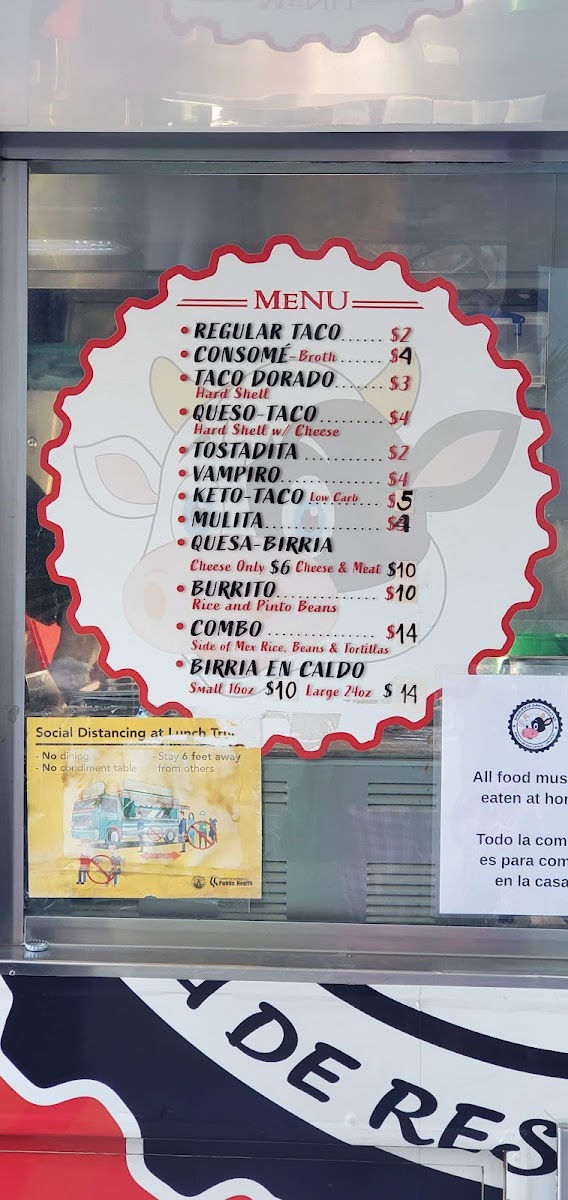 MENU
• REGULAR TACO...... $2
• CONSOMÉ-Broth ...... $4
• TACO DORADO....... $3
Hard Shell
• QUESO-TACO.......... $4
Hard Shell w/ Cheese
• TOSTADITA ............. $2
• VAMPIRO................ $4
• KETO-TACO Low Carb ..... $5
• MULITA................... $4
• QUESA-BIRRIA
Cheese Only $6 Cheese & Meat $10
• BURRITO................. $10
Rice and Pinto Beans
• COMBO ................... $14
Side of Mex Rice, Beans & Tortillas
• BIRRIA EN CALDO
Small 16oz $10 Large 24oz $14
Social Distancing at Lunch
- No dining
- No condiment table
- Stay 6 feet away
from others
Public Health
All food mus
eaten at hom
Todo la com
es para com
en la casa
DE RES